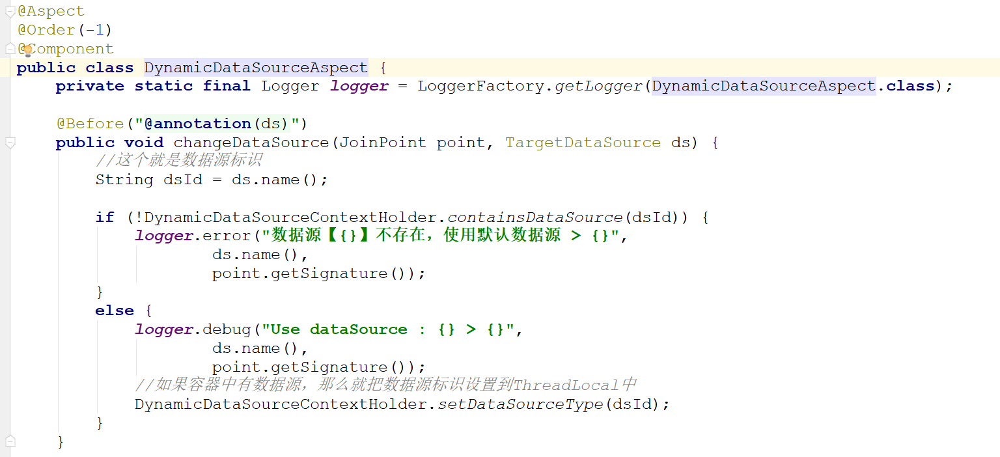 @Aspect
@Order(-1)
@Component
public class DynamicDataSourceAspect {
    private static final Logger logger = LoggerFactory.getLogger(DynamicDataSourceAspect.class);
    @Before("@annotation(ds)")
    public void changeDataSource(JoinPoint point, TargetDataSource ds) {
        //这个就是数据源标识
        String dsId = ds.name();
        if (!DynamicDataSourceContextHolder.containsDataSource(dsId)) {
            logger.error("数据源【{}】不存在，使用默认数据源 > {}",
                    ds.name(),
                    point.getSignature());
        }
        else {
            logger.debug("Use dataSource : {} > {}",
                    ds.name(),
                    point.getSignature());
            //如果容器中有数据源，那么就把数据源标识设置到ThreadLocal中
            DynamicDataSourceContextHolder.setDataSourceType(dsId);
        }
    }